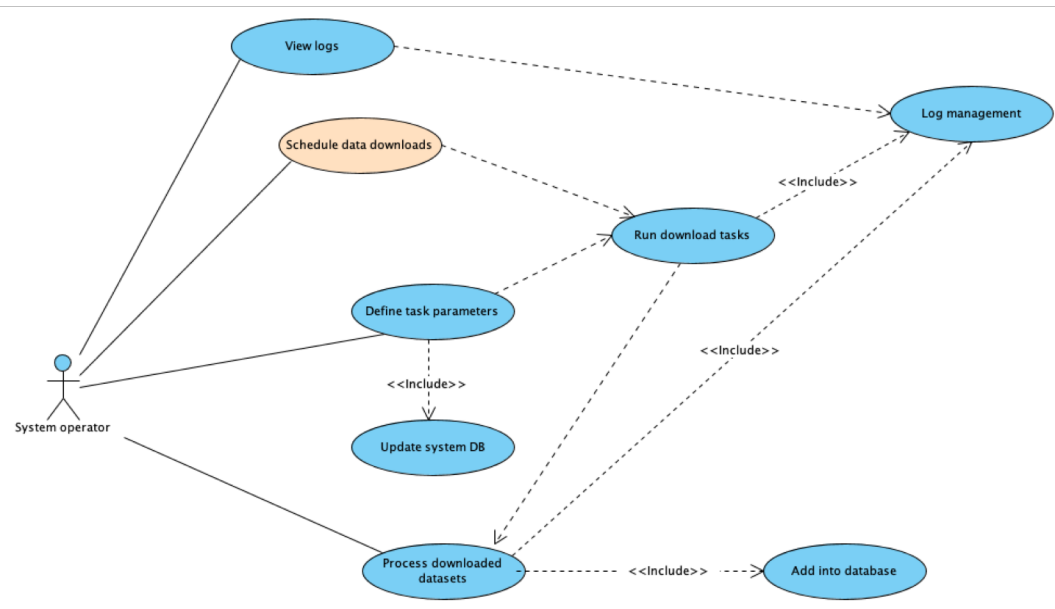 View logs
Log management
Schedule data downloads
<<Include>>
Run download tasks
Define task parameters
<<Include>>
<<Include>>
System operator
Update system DB
Process downloaded
datasets
<<Include>>
Add into database